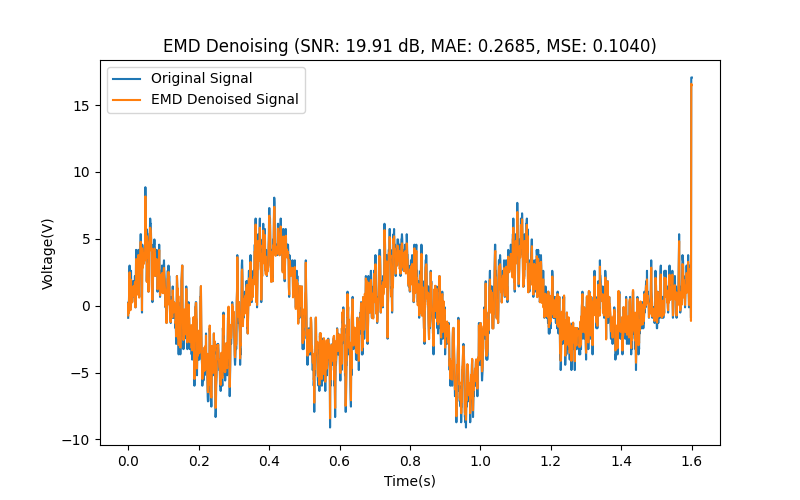 EMD Denoising (SNR: 19.91 dB, MAE: 0.2685, MSE: 0.1040)
Original Signal
EMD Denoised Signal
15
10
5
0
−5
−10
Voltage(V)
0.0 0.2 0.4 0.6 0.8 1.0 1.2 1.4 1.6
Time(s)